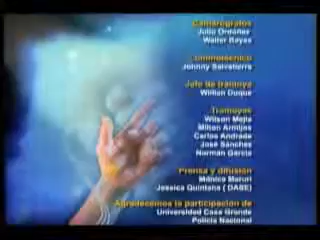 Camarógrafos
Julio Ordóñez
Walter Reyes
Luminotécnico
Johnny Salvatierra
Jefe de tramoya
Willian Duque
Tramoyas
Wilson Mejía
Milton Armijos
Carlos Andrade
José Sánchez
Norman García
Prensa y difusión
Mónica Maruri
Jessica Quintana ( DASE)
Agradecemos la participación de
Universidad Casa Grande
Policía Nacional